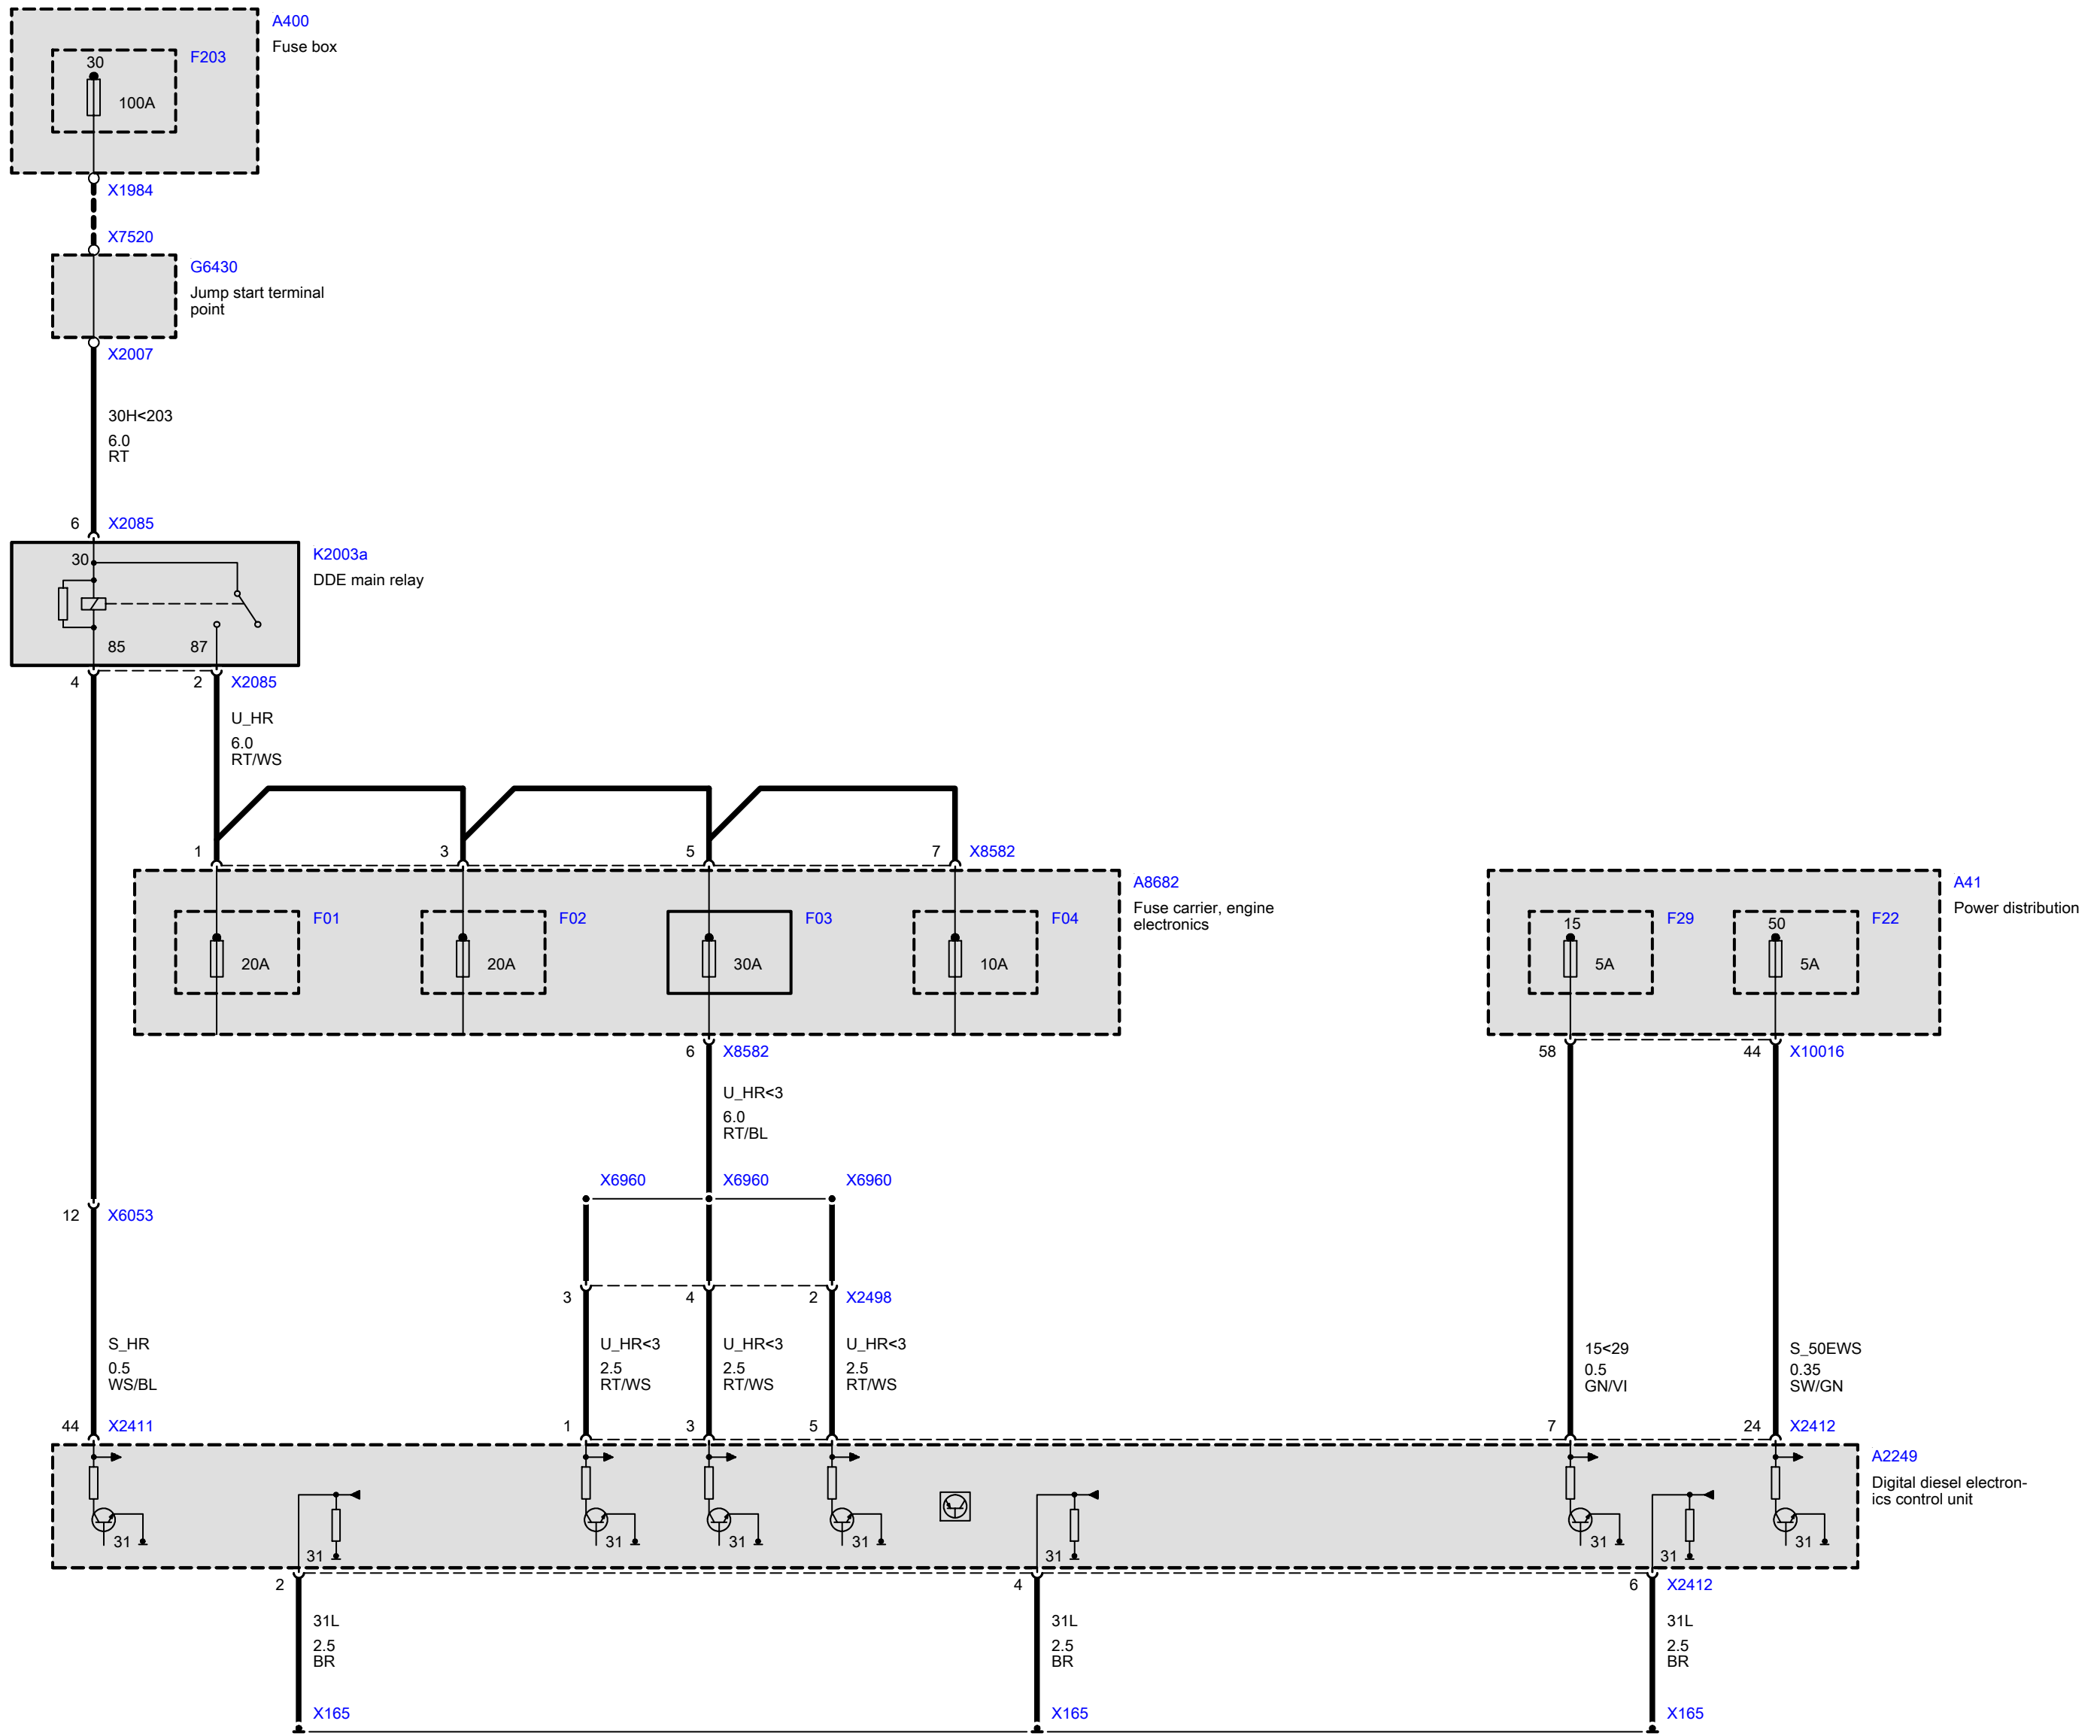 A400
Fuse box
F203
30
100A
X1984
X7520
G6430
Jump start terminal
point
X2007
30H<203
6.0
RT
6 X2085
K2003a
DDE main relay
30
85 87
4 2 X2085
U_HR
6.0
RT/WS
1 3 5 7 X8582
A8682
Fuse carrier, engine
electronics
F01 F02 F03 F04
20A 20A 30A 10A
A41
Power distribution
F29 F22
15 50
5A 5A
6 X8582
58 44 X10016
U_HR<3
6.0
RT/BL
X6960 X6960 X6960
12 X6053
3 4 2 X2498
S_HR
0.5
WS/BL
U_HR<3
2.5
RT/WS
U_HR<3
2.5
RT/WS
U_HR<3
2.5
RT/WS
15<29
0.5
GN/VI
S_50EWS
0.35
SW/GN
44 X2411 1 3 5 7 24 X2412
A2249
Digital diesel electron-
ics control unit
31 31 31 31 31 31
31 31 31
2 4 6 X2412
31L
2.5
BR
31L
2.5
BR
31L
2.5
BR
X165 X165 X165